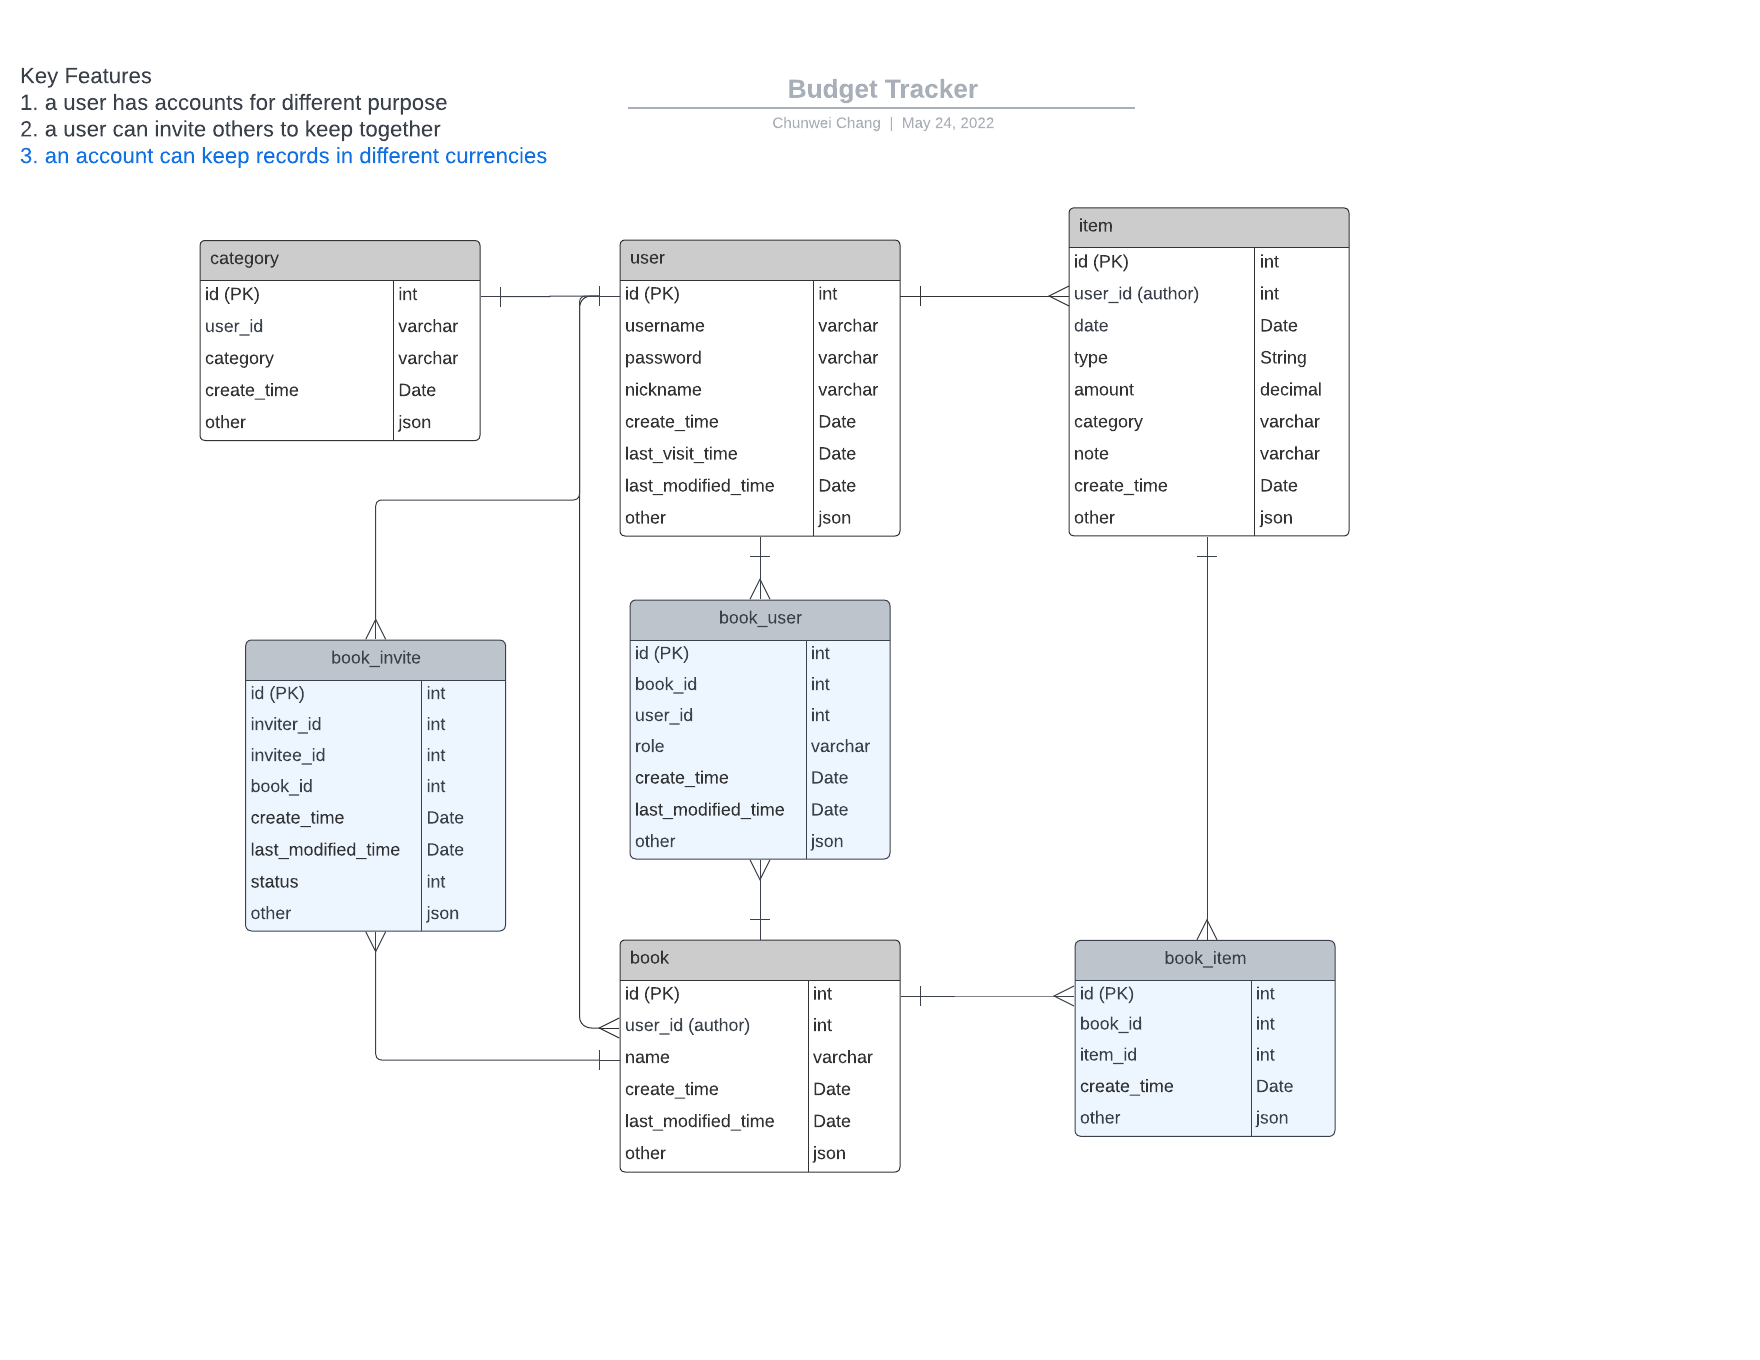 Key Features
1. a user has accounts for different purpose
2. a user can invite others to keep together
3. an account can keep records in different currencies
Budget Tracker
Chunwei Chang | May 24, 2022
category
id (PK) int
user_id varchar
category varchar
create_time Date
other json
user
id (PK) int
username varchar
password varchar
nickname varchar
create_time Date
last_visit_time Date
last_modified_time Date
other json
item
id (PK) int
user_id (author) int
date Date
type String
amount decimal
category varchar
note varchar
create_time Date
other json
book_invite
id (PK) int
inviter_id int
invitee_id int
book_id int
create_time Date
last_modified_time Date
status int
other json
book_user
id (PK) int
book_id int
user_id int
role varchar
create_time Date
last_modified_time Date
other json
book
id (PK) int
user_id (author) int
name varchar
create_time Date
last_modified_time Date
other json
book_item
id (PK) int
book_id int
item_id int
create_time Date
other json